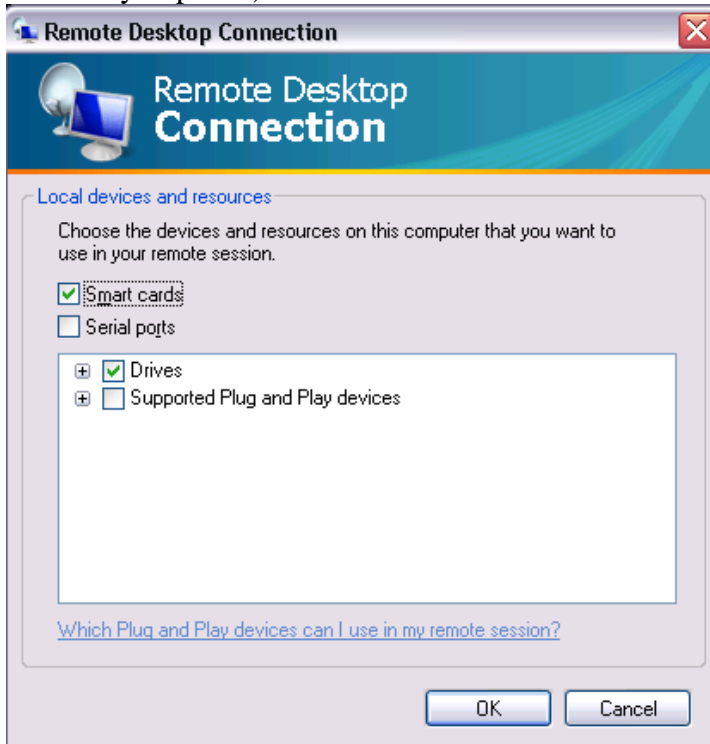 Remote Desktop Connection
Remote Desktop
Connection
Local devices and resources
Choose the devices and resources on this computer that you want to
use in your remote session.
Smart cards
Serial ports
Drives
Supported Plug and Play devices
Which Plug and Play devices can I use in my remote session?
OK Cancel